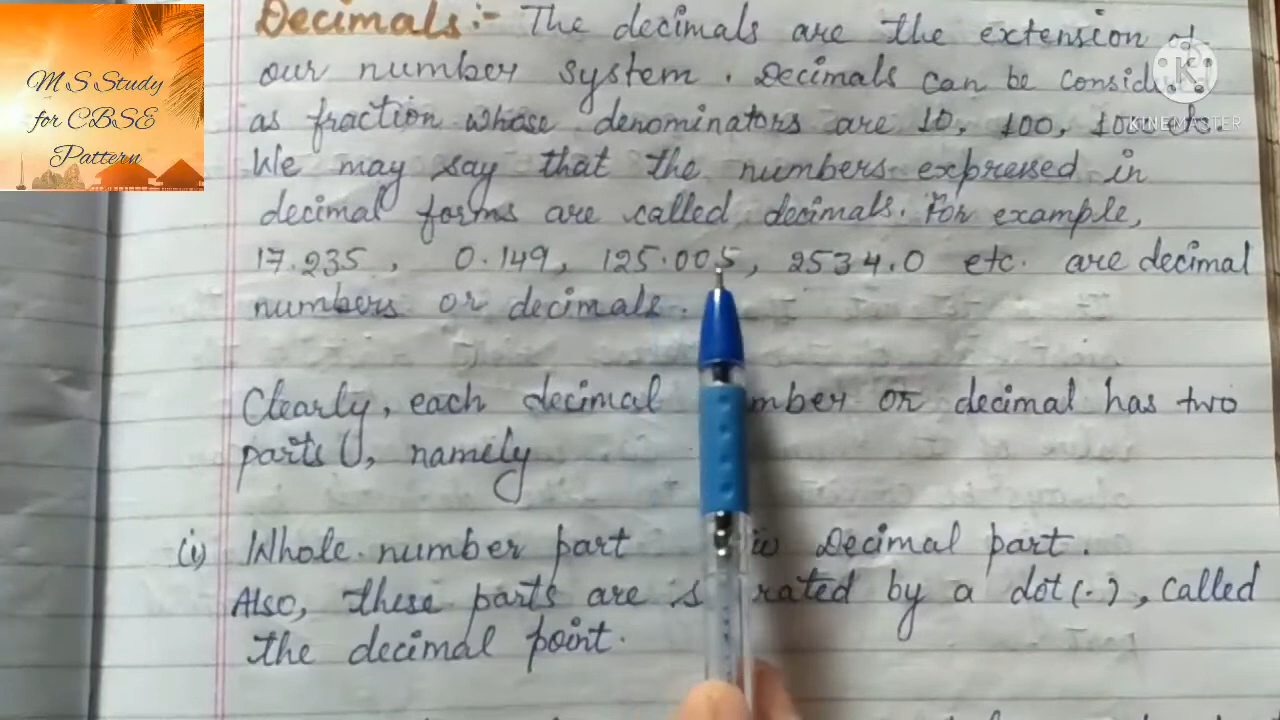 M S Study
for CBSE
Pattern
KINEMASTER
Decimals:- The decimals are the extension of
our number system. Decimals can be
as fraction whose denominators are 10, 100,
We may say that the numbers expressed in
decimal forms are called decimals. For example,
17.235, 0.149, 125.005, 2534.0 etc. are decimal
numbers or decimals.
Clearly, each decimal or decimal has two
parts, namely
(i) Whole number part Decimal part.
Also, these parts are by a dot (.), called
the decimal point.